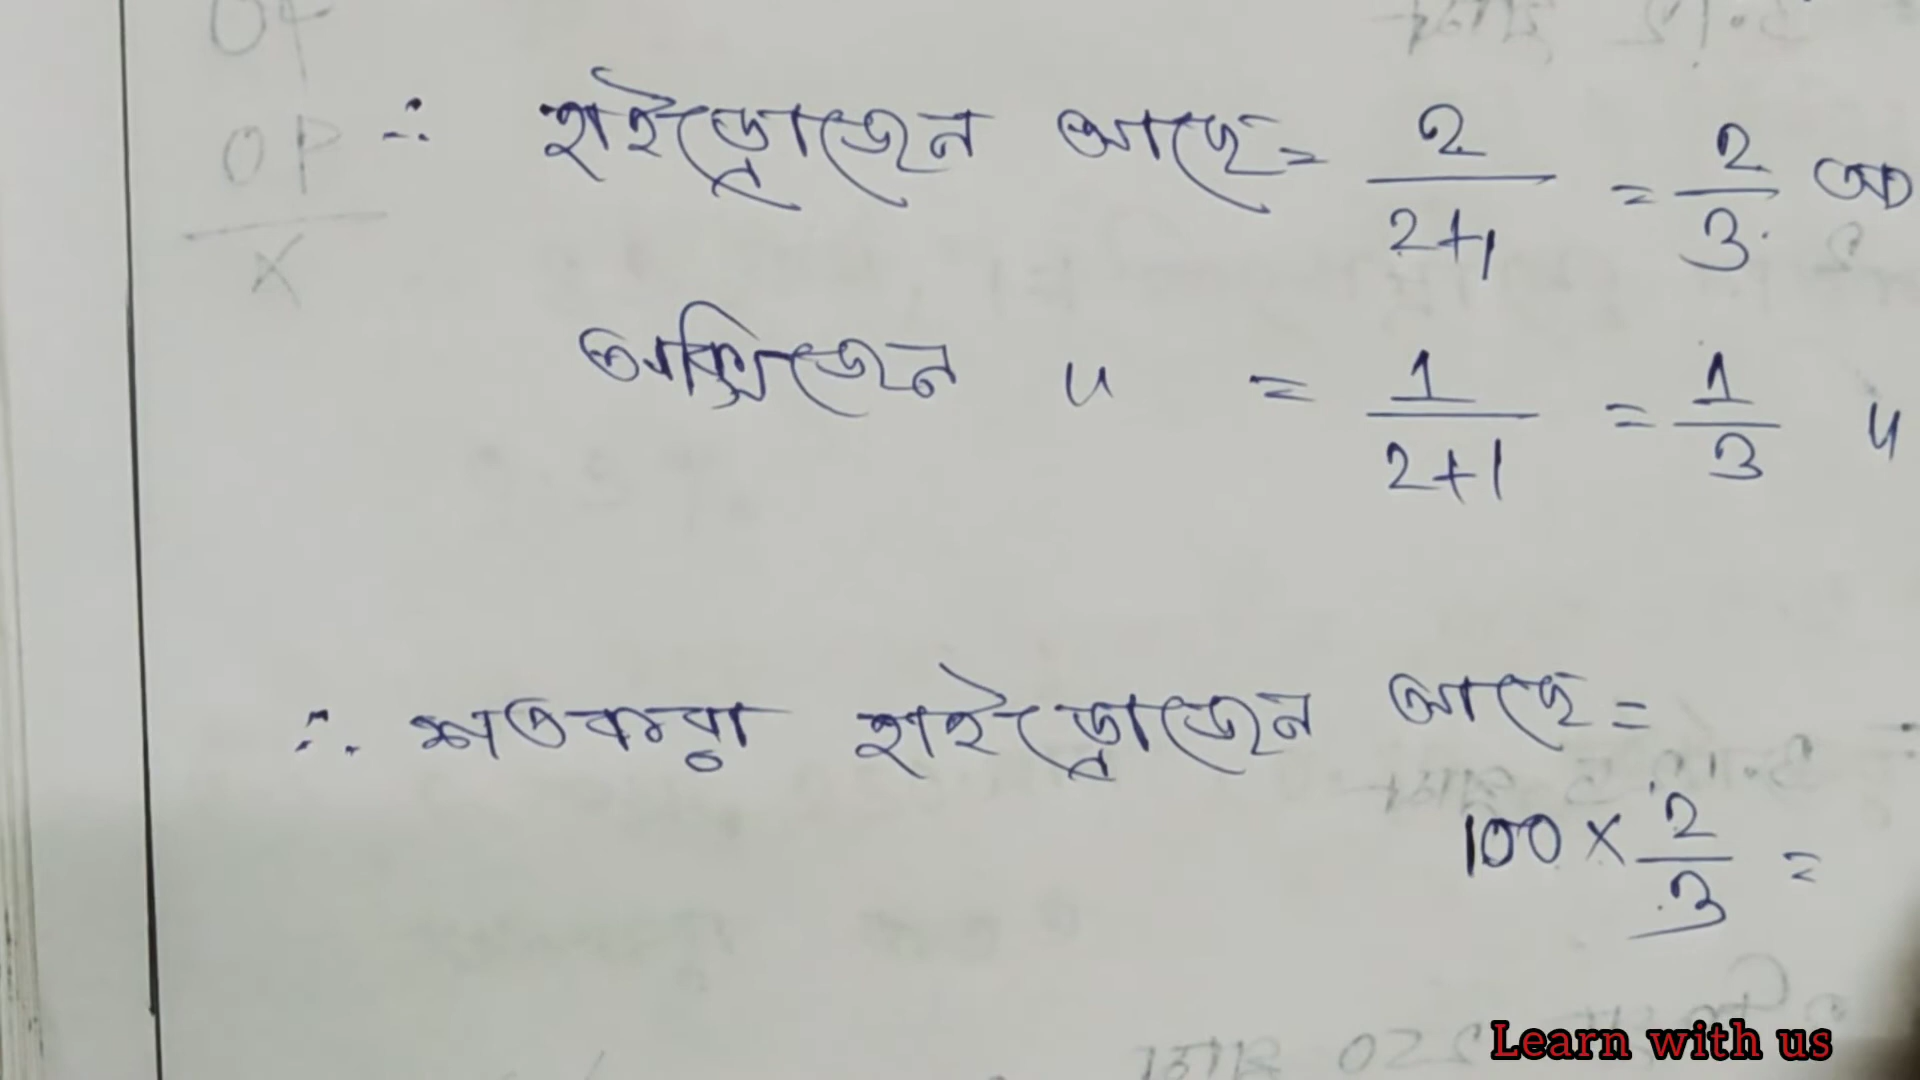 ∴ হাইড্রোজেন আছে = 2/(2+1) = 2/3
অক্সিজেন 〃 = 1/(2+1) = 1/3 〃
∴ শতকরা হাইড্রোজেন আছে =
100 × 2/3 =
Learn with us